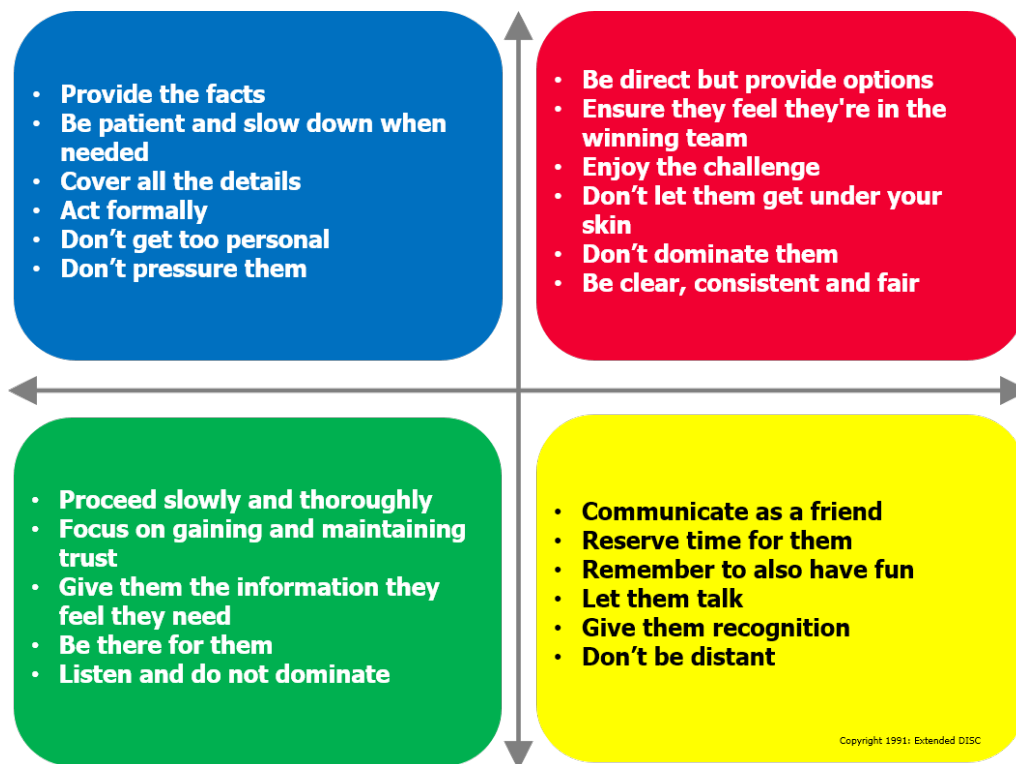 • Provide the facts
• Be patient and slow down when
needed
• Cover all the details
• Act formally
• Don’t get too personal
• Don’t pressure them
• Be direct but provide options
• Ensure they feel they're in the
winning team
• Enjoy the challenge
• Don’t let them get under your
skin
• Don’t dominate them
• Be clear, consistent and fair
• Proceed slowly and thoroughly
• Focus on gaining and maintaining
trust
• Give them the information they
feel they need
• Be there for them
• Listen and do not dominate
• Communicate as a friend
• Reserve time for them
• Remember to also have fun
• Let them talk
• Give them recognition
• Don’t be distant
Copyright 1991: Extended DISC